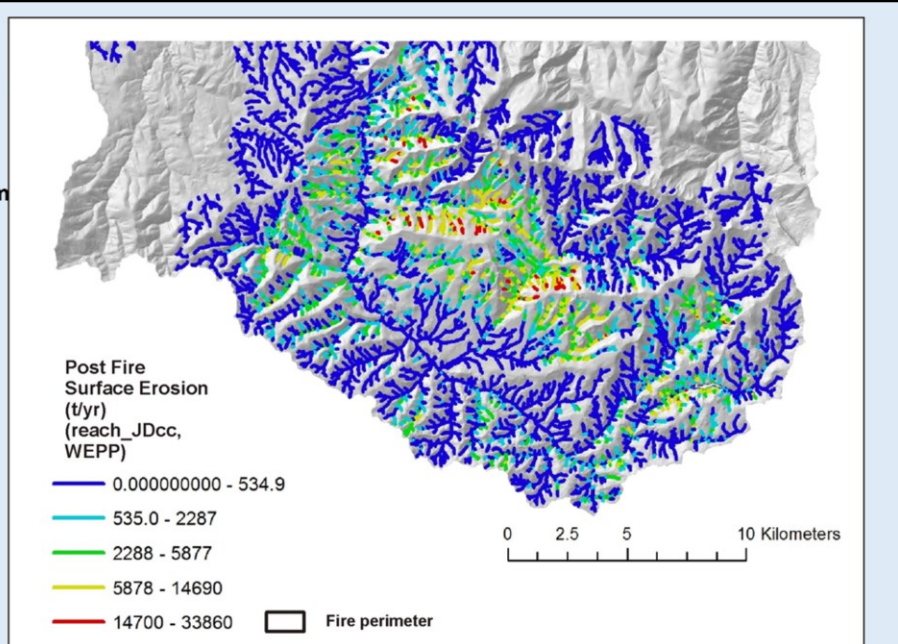 m
Post Fire
Surface Erosion
(t/yr)
(reach_JDcc,
WEPP)
0.000000000 - 534.9
535.0 - 2287
2288 - 5877
5878 - 14690
14700 - 33860
Fire perimeter
0 2.5 5 10 Kilometers